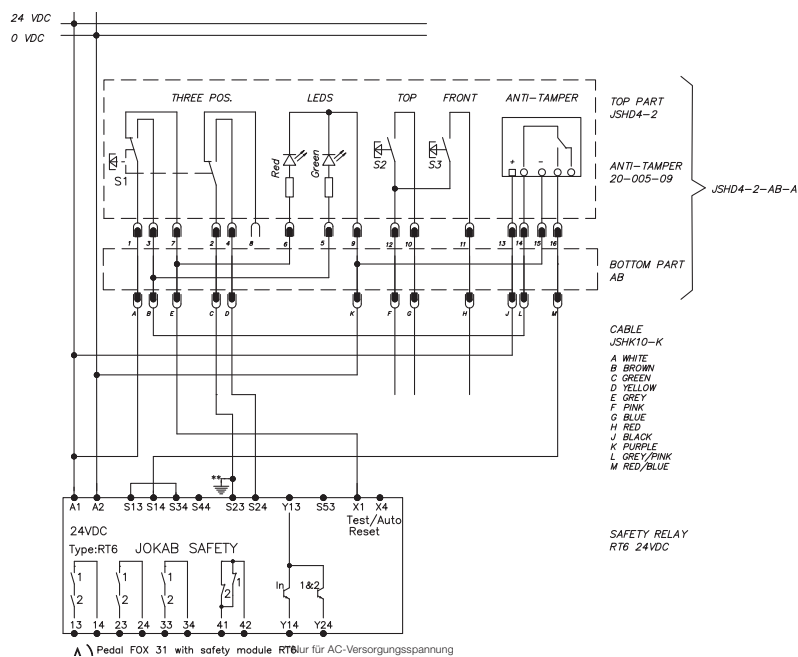 24 VDC
0 VDC
THREE POS.
LEDS
TOP
FRONT
ANTI-TAMPER
TOP PART
JSHD4-2
ANTI-TAMPER
20-005-09
JSHD4-2-AB-A
S1
Red
Green
S2
S3
+ -
1 3 7 2 4 8 6 5 9 12 10 11 13 14 15 16
BOTTOM PART
AB
A B E C D K F G H J L M
CABLE
JSHK10-K
A WHITE
B BROWN
C GREEN
D YELLOW
E GREY
F PINK
G BLUE
H RED
J BLACK
K PURPLE
L GREY/PINK
M RED/BLUE
**
A1 A2 S13 S14 S34 S44 S23 S24 Y13 S53 X1 X4
Test/Auto
Reset
24VDC
Type:RT6 JOKAB SAFETY
SAFETY RELAY
RT6 24VDC
1 1 1 1
2 2 2 2
In 1&2
13 14 23 24 33 34 41 42 Y14 Y24
A) Pedal FOX 31 with safety module RT6
Nur für AC-Versorgungsspannung